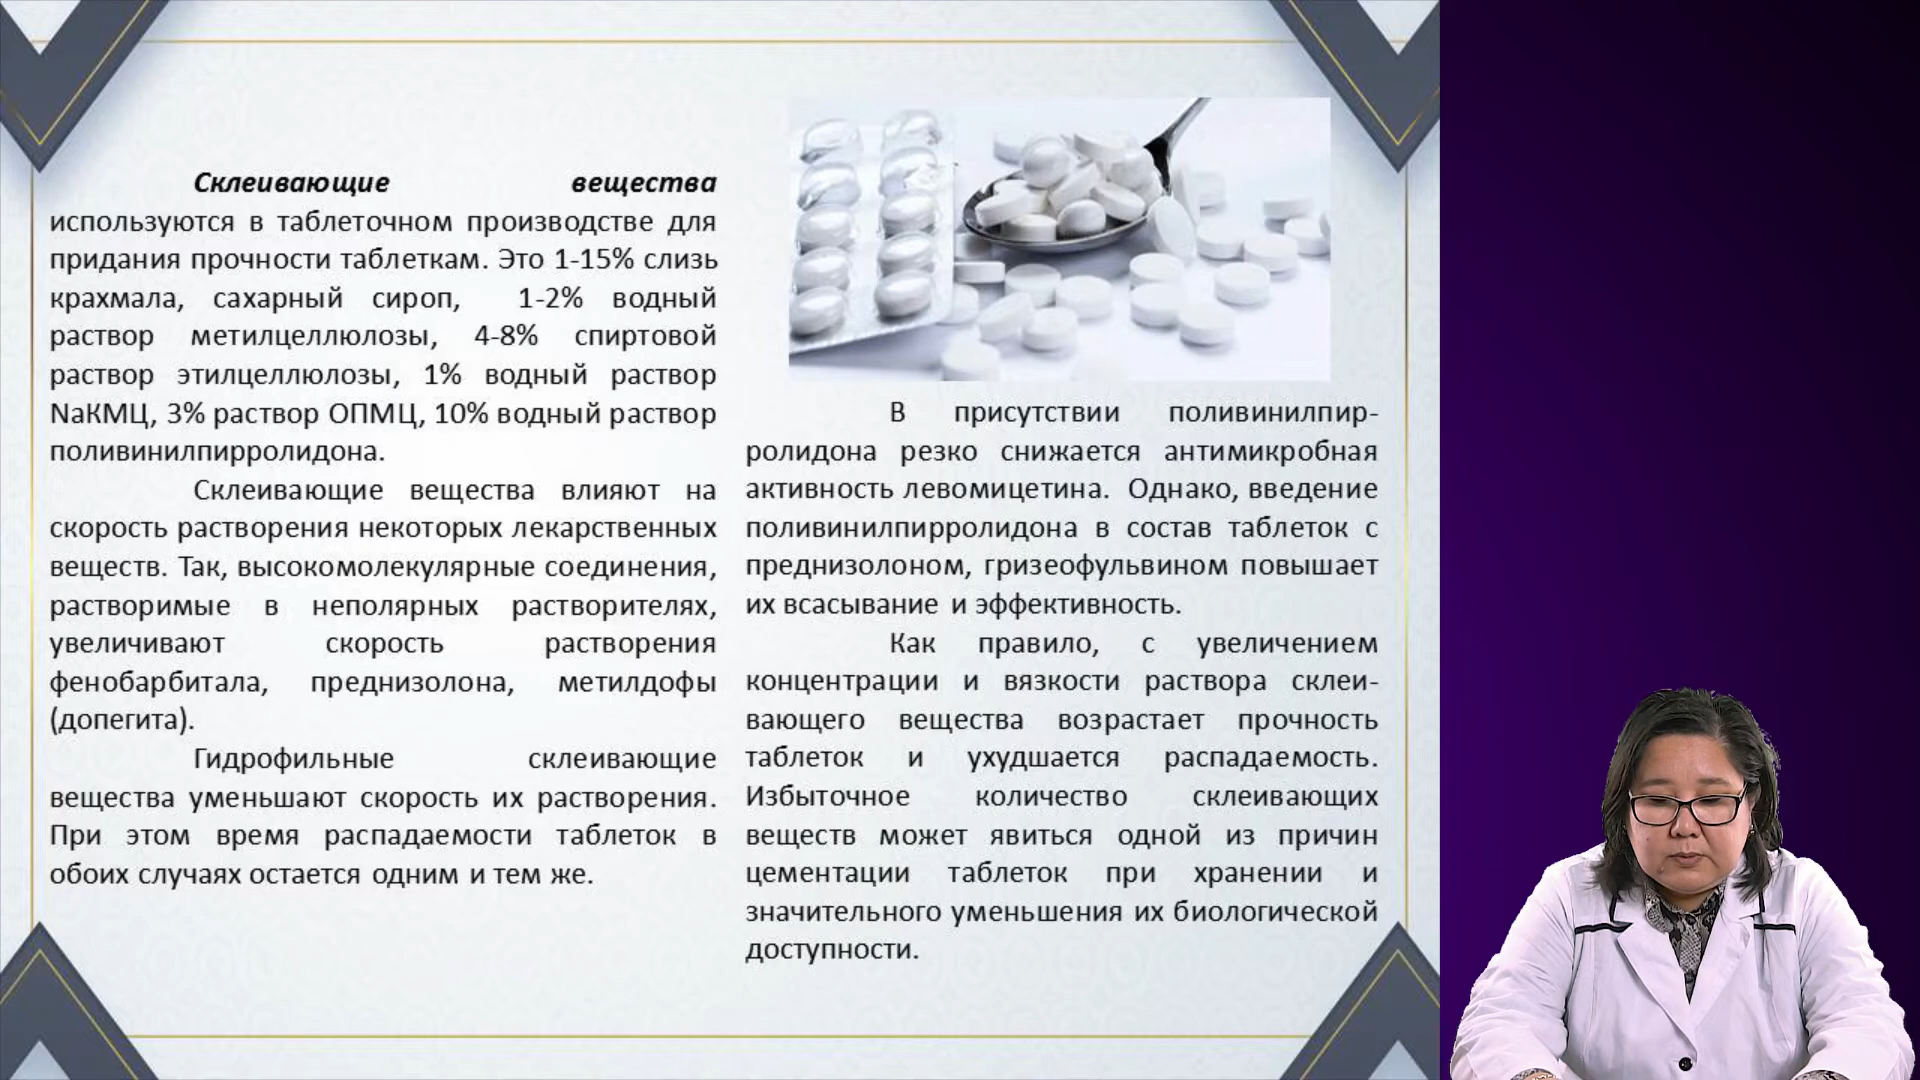 Склеивающие вещества
используются в таблеточном производстве для
придания прочности таблеткам. Это 1-15% слизь
крахмала, сахарный сироп, 1-2% водный
раствор метилцеллюлозы, 4-8% спиртовой
раствор этилцеллюлозы, 1% водный раствор
NaКМЦ, 3% раствор ОПМЦ, 10% водный раствор
поливинилпирролидона.
Склеивающие вещества влияют на
скорость растворения некоторых лекарственных
веществ. Так, высокомолекулярные соединения,
растворимые в неполярных растворителях,
увеличивают скорость растворения
фенобарбитала, преднизолона, метилдофы
(допегита).
Гидрофильные склеивающие
вещества уменьшают скорость их растворения.
При этом время распадаемости таблеток в
обоих случаях остается одним и тем же.
В присутствии поливинилпир-
ролидона резко снижается антимикробная
активность левомицетина. Однако, введение
поливинилпирролидона в состав таблеток с
преднизолоном, гризеофульвином повышает
их всасывание и эффективность.
Как правило, с увеличением
концентрации и вязкости раствора склеи-
вающего вещества возрастает прочность
таблеток и ухудшается распадаемость.
Избыточное количество склеивающих
веществ может явиться одной из причин
цементации таблеток при хранении и
значительного уменьшения их биологической
доступности.